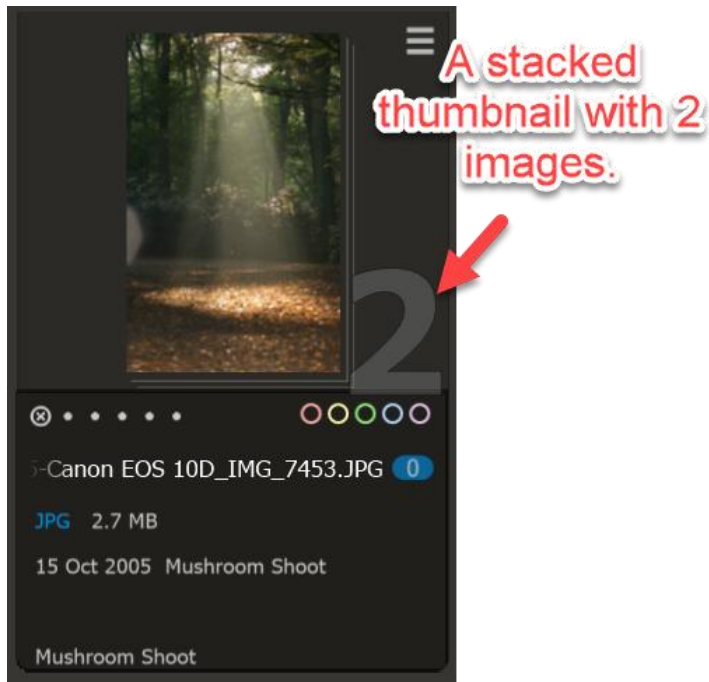 A stacked
thumbnail with 2
images.
2
-Canon EOS 10D_IMG_7453.JPG 0
JPG 2.7 MB
15 Oct 2005 Mushroom Shoot
Mushroom Shoot